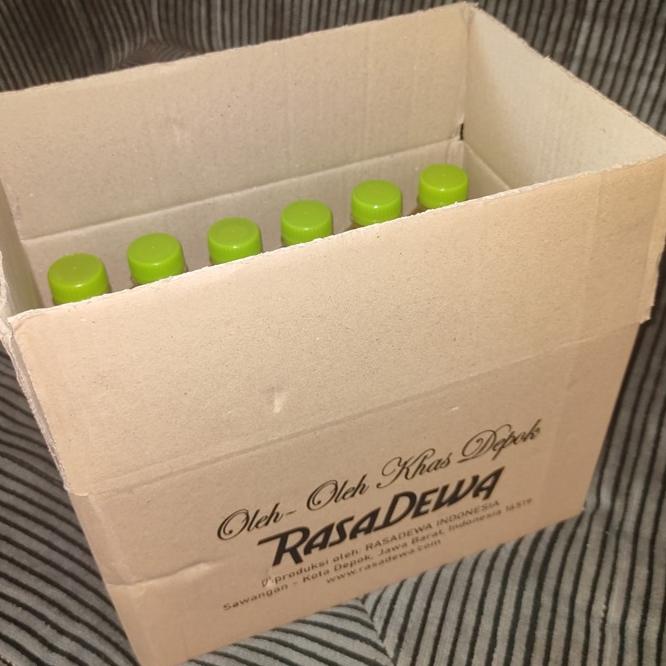 Oleh-Oleh Khas Depok
RASADEWA
Diproduksi oleh: RASADEWA INDONESIA
Sawangan - Kota Depok, Jawa Barat, Indonesia 16519
www.rasadewa.com